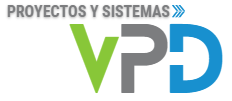 PROYECTOS Y SISTEMAS
VPD